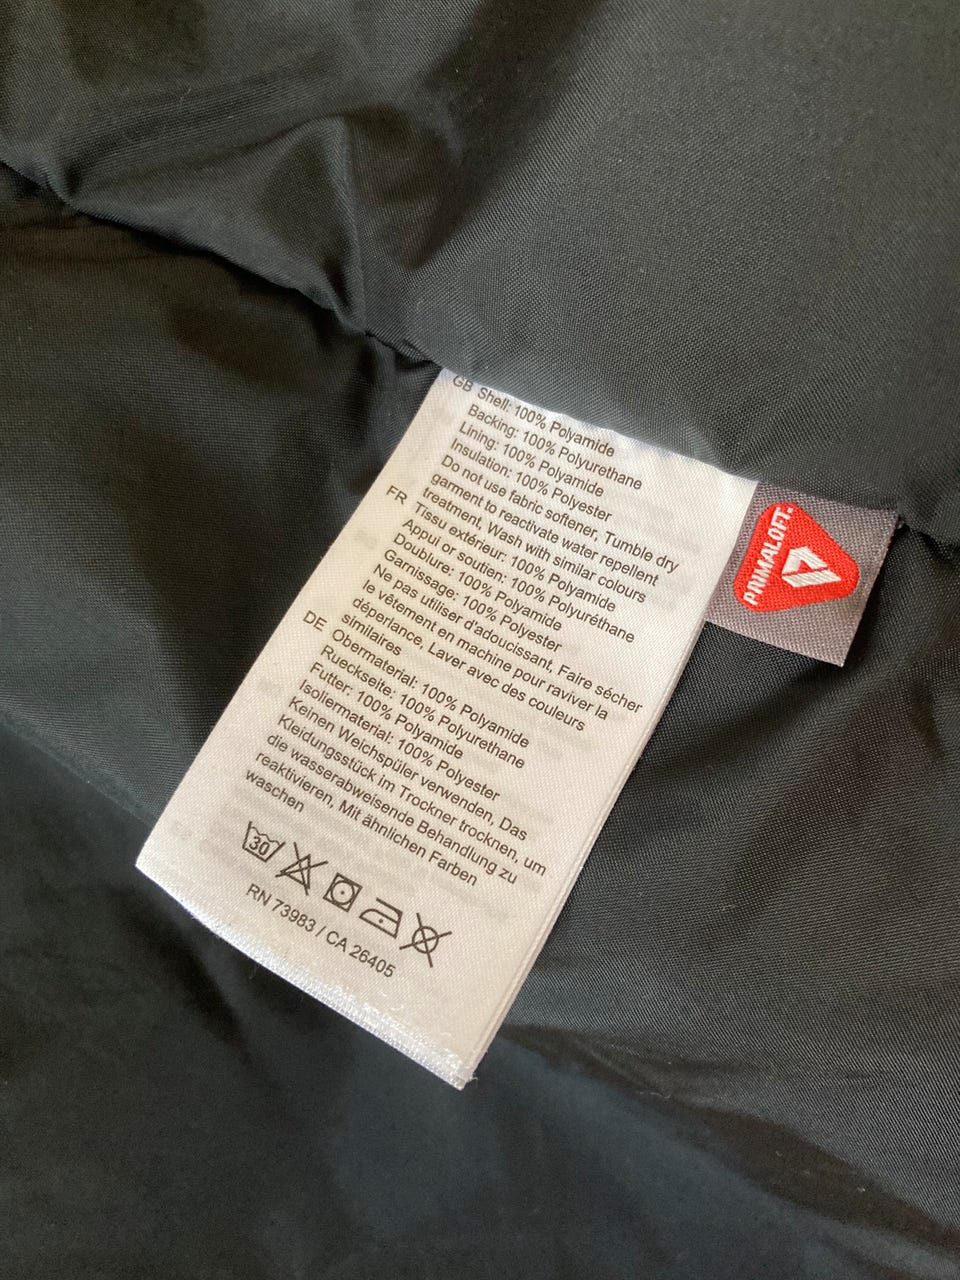 GB Shell: 100% Polyamide
Backing: 100% Polyurethane
Lining: 100% Polyamide
Insulation: 100% Polyester
Do not use fabric softener, Tumble dry
garment to reactivate water repellent
treatment, Wash with similar colours
FR Tissu extérieur: 100% Polyamide
Appui or soutien: 100% Polyuréthane
Doublure: 100% Polyamide
Garnissage: 100% Polyester
Ne pas utiliser d'adoucissant, Faire sécher
le vêtement en machine pour raviver la
déperlance, Laver avec des couleurs
similaires
DE Obermaterial: 100% Polyamide
Rueckseite: 100% Polyurethane
Futter: 100% Polyamide
Isoliermaterial: 100% Polyester
Keinen Weichspüler verwenden, Das
Kleidungsstück im Trockner trocknen, um
die wasserabweisende Behandlung zu
reaktivieren, Mit ähnlichen Farben
waschen
30
RN 73983 / CA 26405
PRIMALOFT